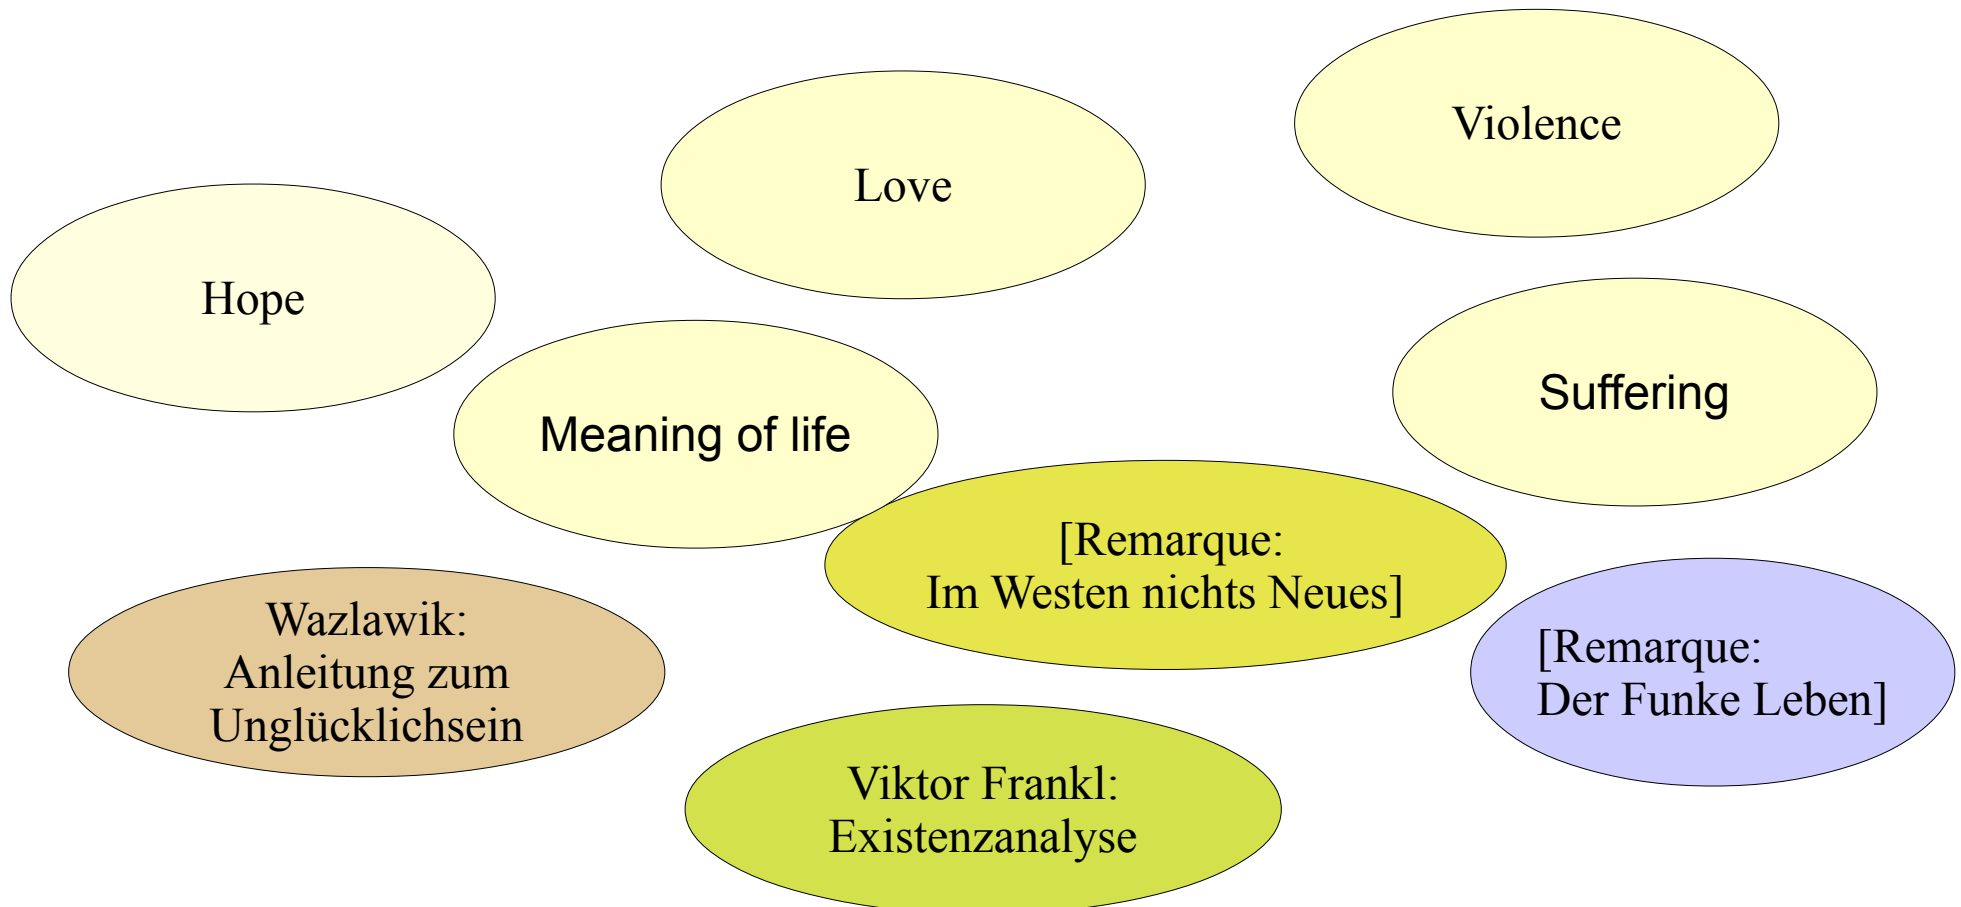 Violence
Love
Hope
Suffering
Meaning of life
[Remarque:
Im Westen nichts Neues]
Wazlawik:
Anleitung zum
Unglücklichsein
[Remarque:
Der Funke Leben]
Viktor Frankl:
Existenzanalyse